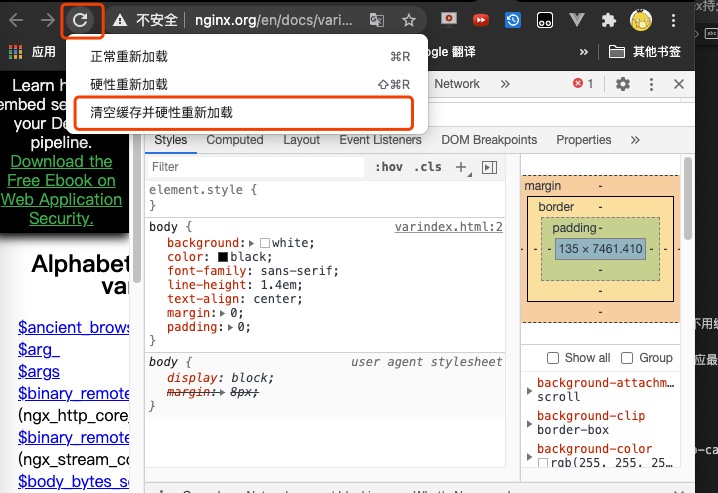 不安全 nginx.org/en/docs/vari...
x持
应用
ogle 翻译
»
其他书签
正常重新加载 ⌘R
硬性重新加载 ⇧⌘R
清空缓存并硬性重新加载
Network » 1
Styles Computed Layout Event Listeners DOM Breakpoints Properties »
Filter :hov .cls +
Learn h
embed se
your De
pipeline.
Download the
Free Ebook on
Web Application
Security.
Alphabet
var
$ancient_brows
$arg_
$args
$binary_remote
(ngx_http_core_
$binary_remote
(ngx_stream_co
$body_bytes_se
element.style {
}
body { varindex.html:2
background: white;
color: black;
font-family: sans-serif;
line-height: 1.4em;
text-align: center;
margin: 0;
padding: 0;
}
body { user agent stylesheet
display: block;
margin: 8px;
}
margin -
border -
padding -
- - - 135 × 7461.410 - - -
-
-
-
Show all Group
background-attachm…
scroll
background-clip
border-box
background-color
rgb(255, 255, 25…
不用
应最
o-ca